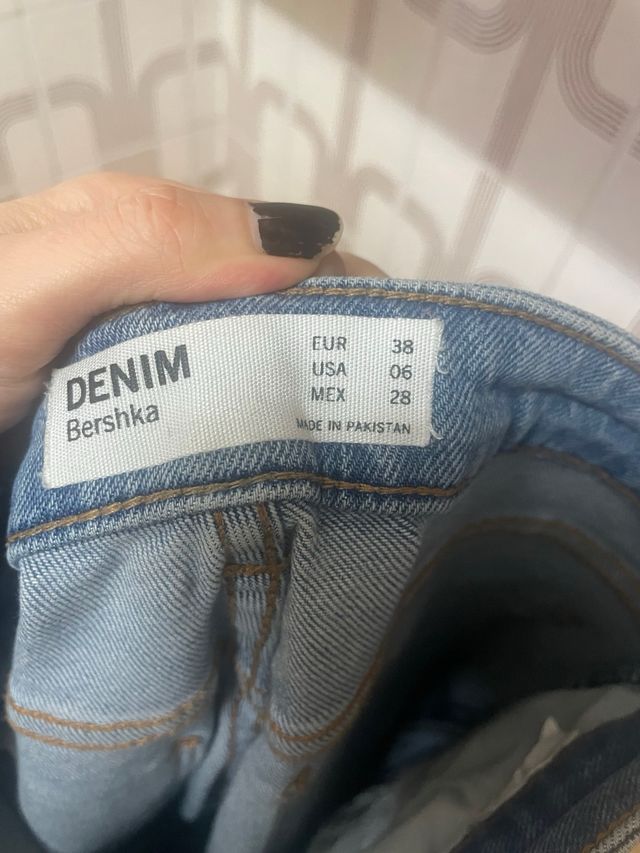 DENIM
Bershka
EUR 38
USA 06
MEX 28
MADE IN PAKISTAN